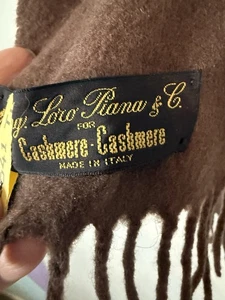 g. Loro Piana & C.
FOR
Cashmere-Cashmere
MADE IN ITALY